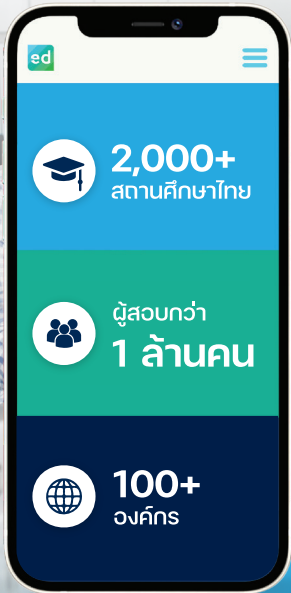 ed
2,000+
สถานศึกษาไทย
ผู้สอบกว่า
1 ล้านคน
100+
องค์กร